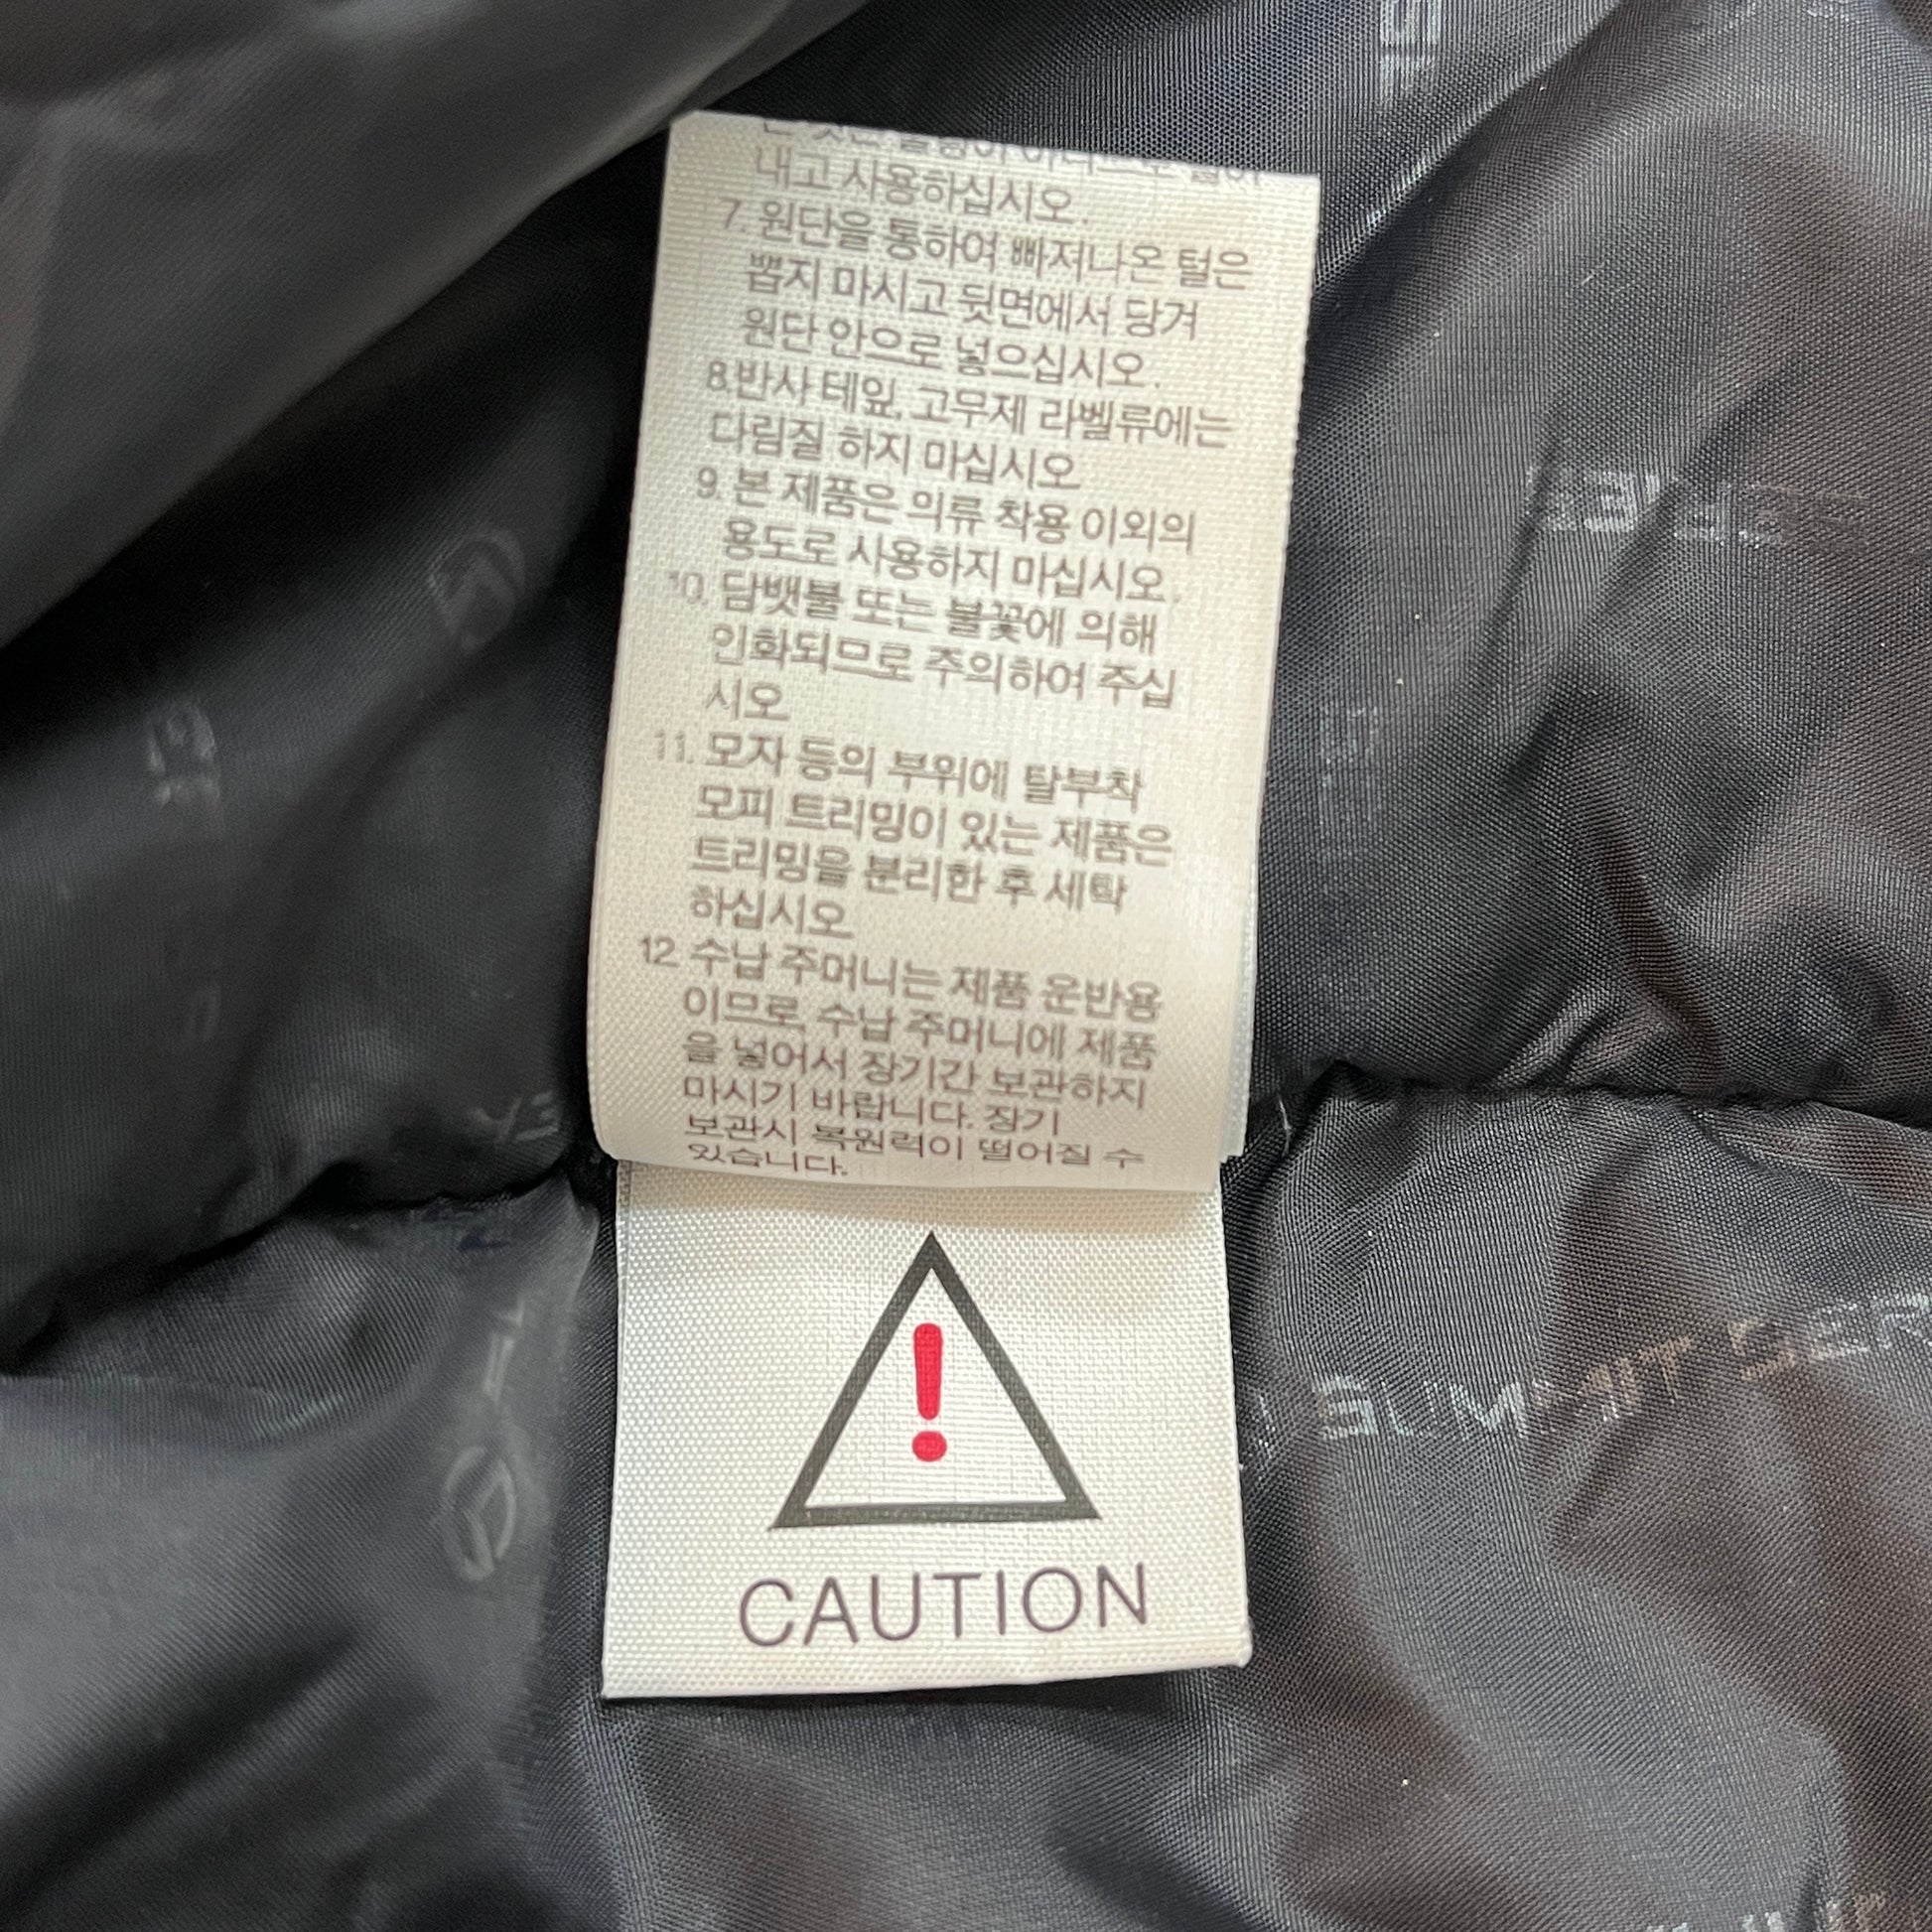 내고 사용하십시오.
7. 원단을 통하여 빠져나온 털은
뽑지 마시고 뒷면에서 당겨
원단 안으로 넣으십시오.
8.반사 테잎, 고무제 라벨류에는
다림질 하지 마십시오
9. 본 제품은 의류 착용 이외의
용도로 사용하지 마십시오.
10. 담뱃불 또는 불꽃에 의해
인화되므로 주의하여 주십
시오
11. 모자 등의 부위에 탈부착
모피 트리밍이 있는 제품은
트리밍을 분리한 후 세탁
하십시오
12. 수납 주머니는 제품 운반용
이므로, 수납 주머니에 제품
을 넣어서 장기간 보관하지
마시기 바랍니다. 장기
보관시 복원력이 떨어질 수
있습니다.
!
CAUTION